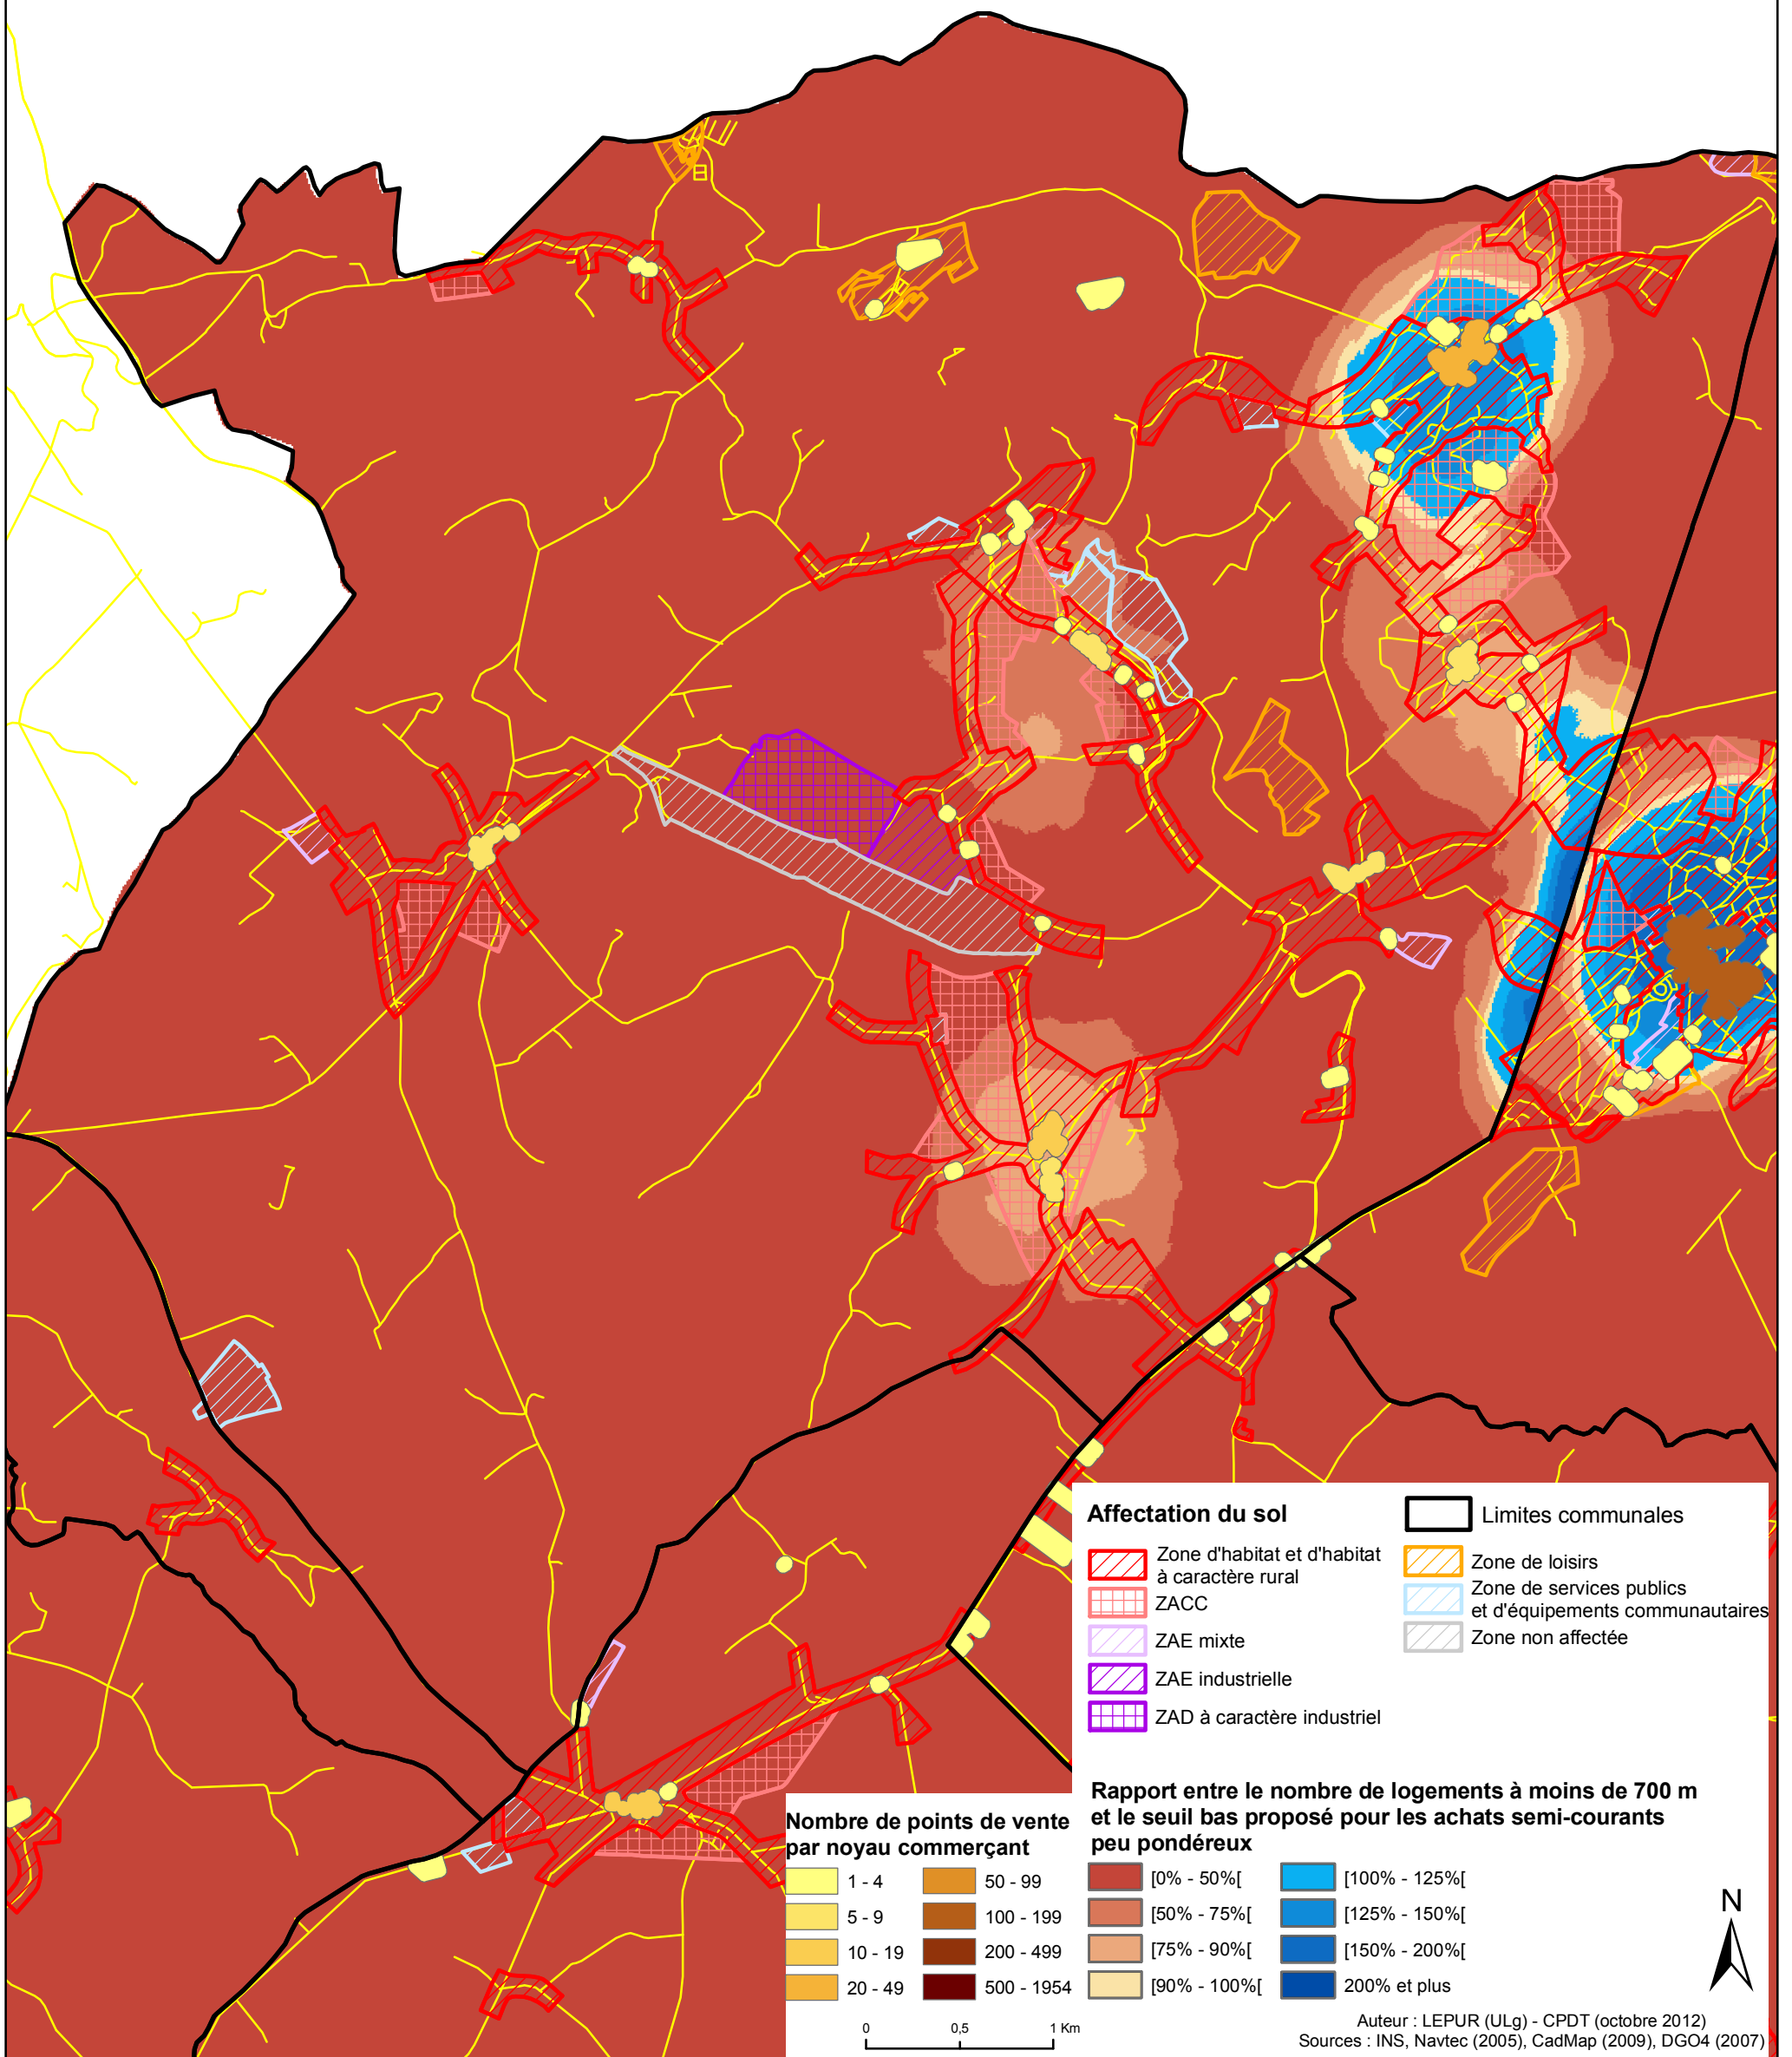 Affectation du sol
Zone d'habitat et d'habitat
à caractère rural
ZACC
ZAE mixte
ZAE industrielle
ZAD à caractère industriel
Limites communales
Zone de loisirs
Zone de services publics
et d'équipements communautaires
Zone non affectée
Nombre de points de vente
par noyau commerçant
1 - 4
5 - 9
10 - 19
20 - 49
50 - 99
100 - 199
200 - 499
500 - 1954
Rapport entre le nombre de logements à moins de 700 m
et le seuil bas proposé pour les achats semi-courants
peu pondéreux
[0% - 50%[
[50% - 75%[
[75% - 90%[
[90% - 100%[
[100% - 125%[
[125% - 150%[
[150% - 200%[
200% et plus
N
0 0,5 1 Km
Auteur : LEPUR (ULg) - CPDT (octobre 2012)
Sources : INS, Navtec (2005), CadMap (2009), DGO4 (2007)